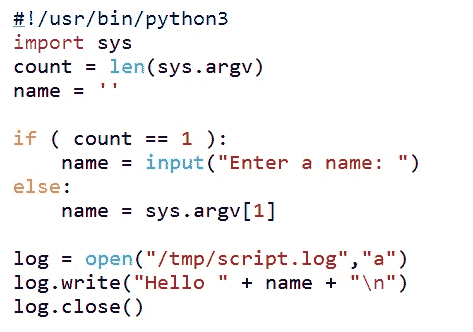 #!/usr/bin/python3
import sys
count = len(sys.argv)
name = ''
if ( count == 1 ):
    name = input("Enter a name: ")
else:
    name = sys.argv[1]
log = open("/tmp/script.log","a")
log.write("Hello " + name + "\n")
log.close()